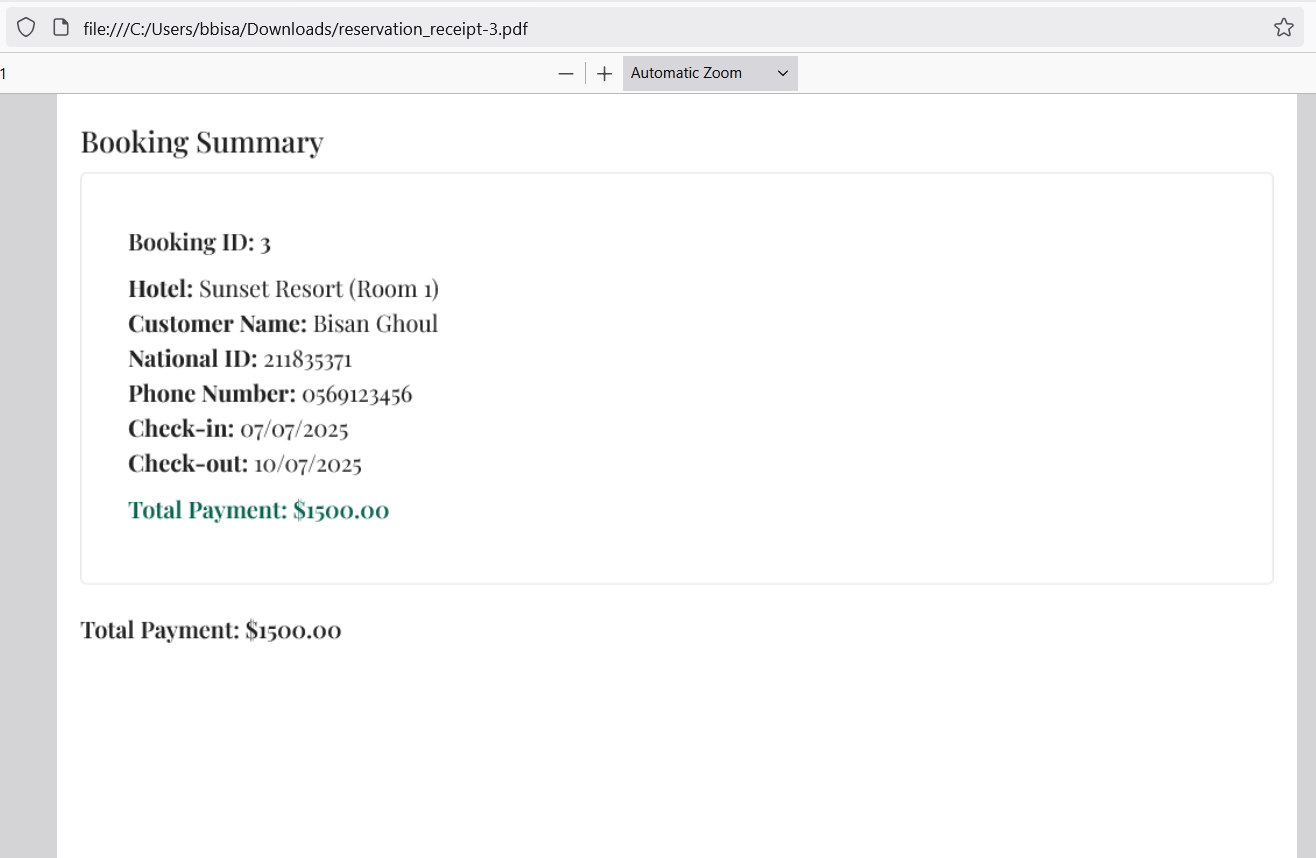 file:///C:/Users/bbisa/Downloads/reservation_receipt-3.pdf
1
Automatic Zoom
Booking Summary
Booking ID: 3
Hotel: Sunset Resort (Room 1)
Customer Name: Bisan Ghoul
National ID: 211835371
Phone Number: 0569123456
Check-in: 07/07/2025
Check-out: 10/07/2025
Total Payment: $1500.00
Total Payment: $1500.00